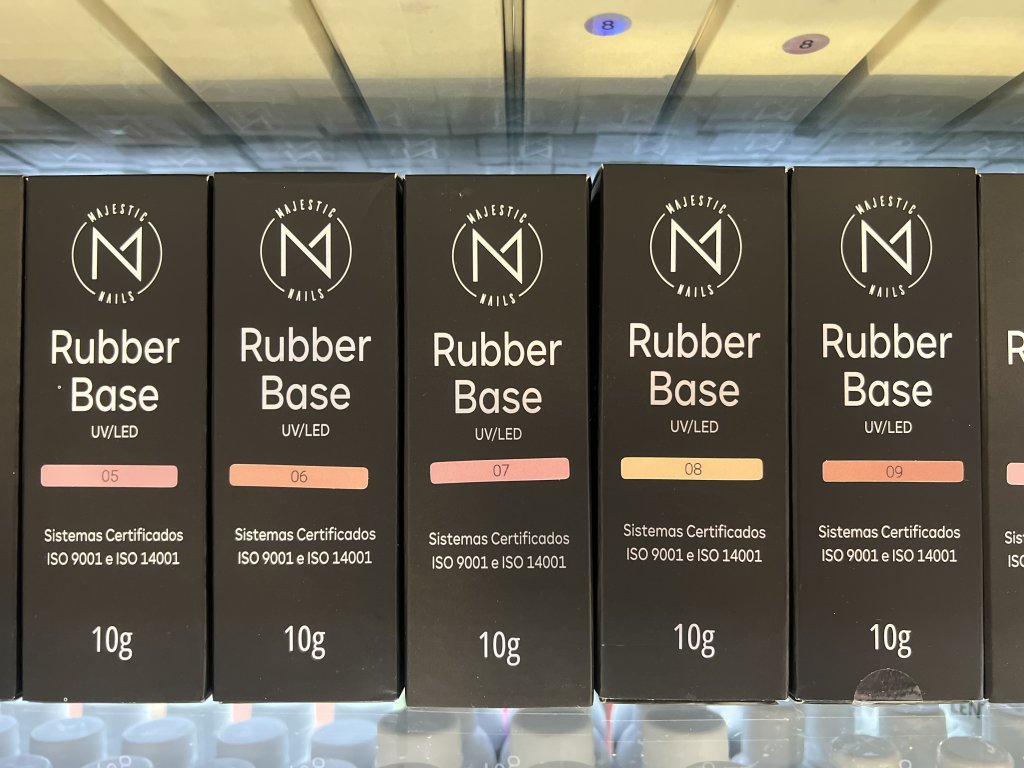 8
8
MAJESTIC
NAILS
Rubber
Base
UV/LED
05
Sistemas Certificados
ISO 9001 e ISO 14001
10g
MAJESTIC
NAILS
Rubber
Base
UV/LED
06
Sistemas Certificados
ISO 9001 e ISO 14001
10g
MAJESTIC
NAILS
Rubber
Base
UV/LED
07
Sistemas Certificados
ISO 9001 e ISO 14001
10g
MAJESTIC
NAILS
Rubber
Base
UV/LED
08
Sistemas Certificados
ISO 9001 e ISO 14001
10g
MAJESTIC
NAILS
Rubber
Base
UV/LED
09
Sistemas Certificados
ISO 9001 e ISO 14001
10g